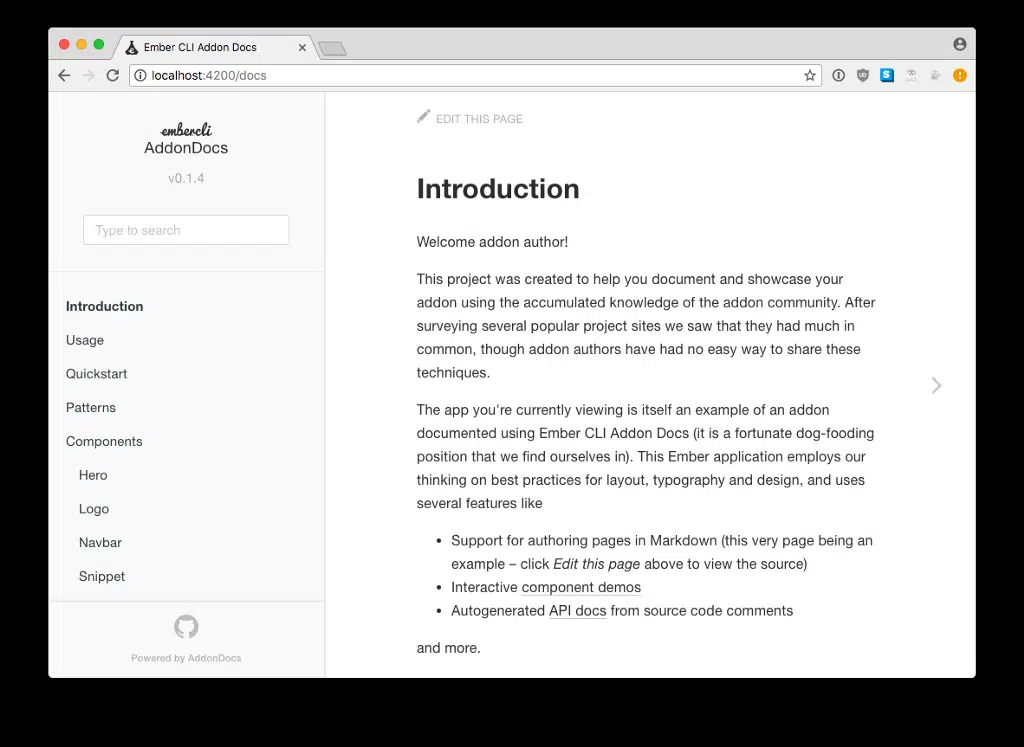 Ember CLI Addon Docs
localhost:4200/docs
embercli
AddonDocs
v0.1.4
Type to search
Introduction
Usage
Quickstart
Patterns
Components
Hero
Logo
Navbar
Snippet
Powered by AddonDocs
EDIT THIS PAGE
Introduction
Welcome addon author!
This project was created to help you document and showcase your
addon using the accumulated knowledge of the addon community. After
surveying several popular project sites we saw that they had much in
common, though addon authors have had no easy way to share these
techniques.
The app you're currently viewing is itself an example of an addon
documented using Ember CLI Addon Docs (it is a fortunate dog-fooding
position that we find ourselves in). This Ember application employs our
thinking on best practices for layout, typography and design, and uses
several features like
• Support for authoring pages in Markdown (this very page being an
example – click Edit this page above to view the source)
• Interactive component demos
• Autogenerated API docs from source code comments
and more.